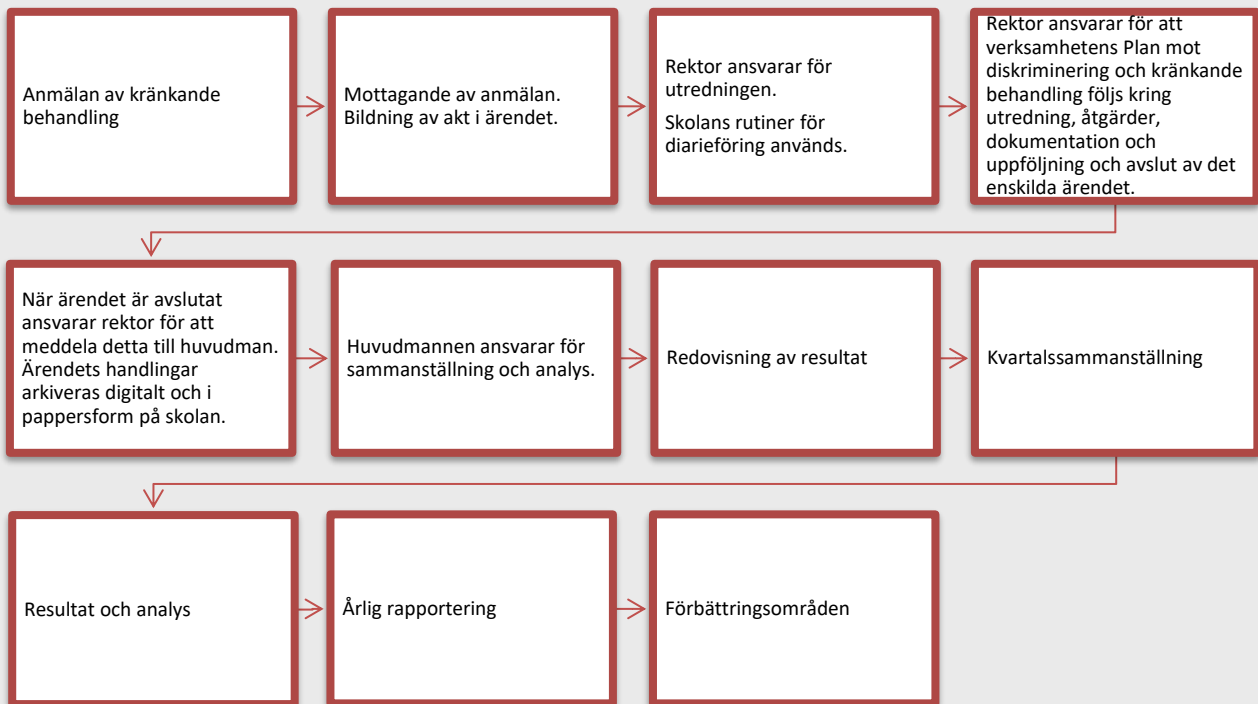 Anmälan av kränkande
behandling
Mottagande av anmälan.
Bildning av akt i ärendet.
Rektor ansvarar för
utredningen.
Skolans rutiner för
diarieföring används.
Rektor ansvarar för att
verksamhetens Plan mot
diskriminering och kränkande
behandling följs kring
utredning, åtgärder,
dokumentation och
uppföljning och avslut av det
enskilda ärendet.
När ärendet är avslutat
ansvarar rektor för att
meddela detta till huvudman.
Ärendets handlingar
arkiveras digitalt och i
pappersform på skolan.
Huvudmannen ansvarar för
sammanställning och analys.
Redovisning av resultat
Kvartalssammanställning
Resultat och analys
Årlig rapportering
Förbättringsområden